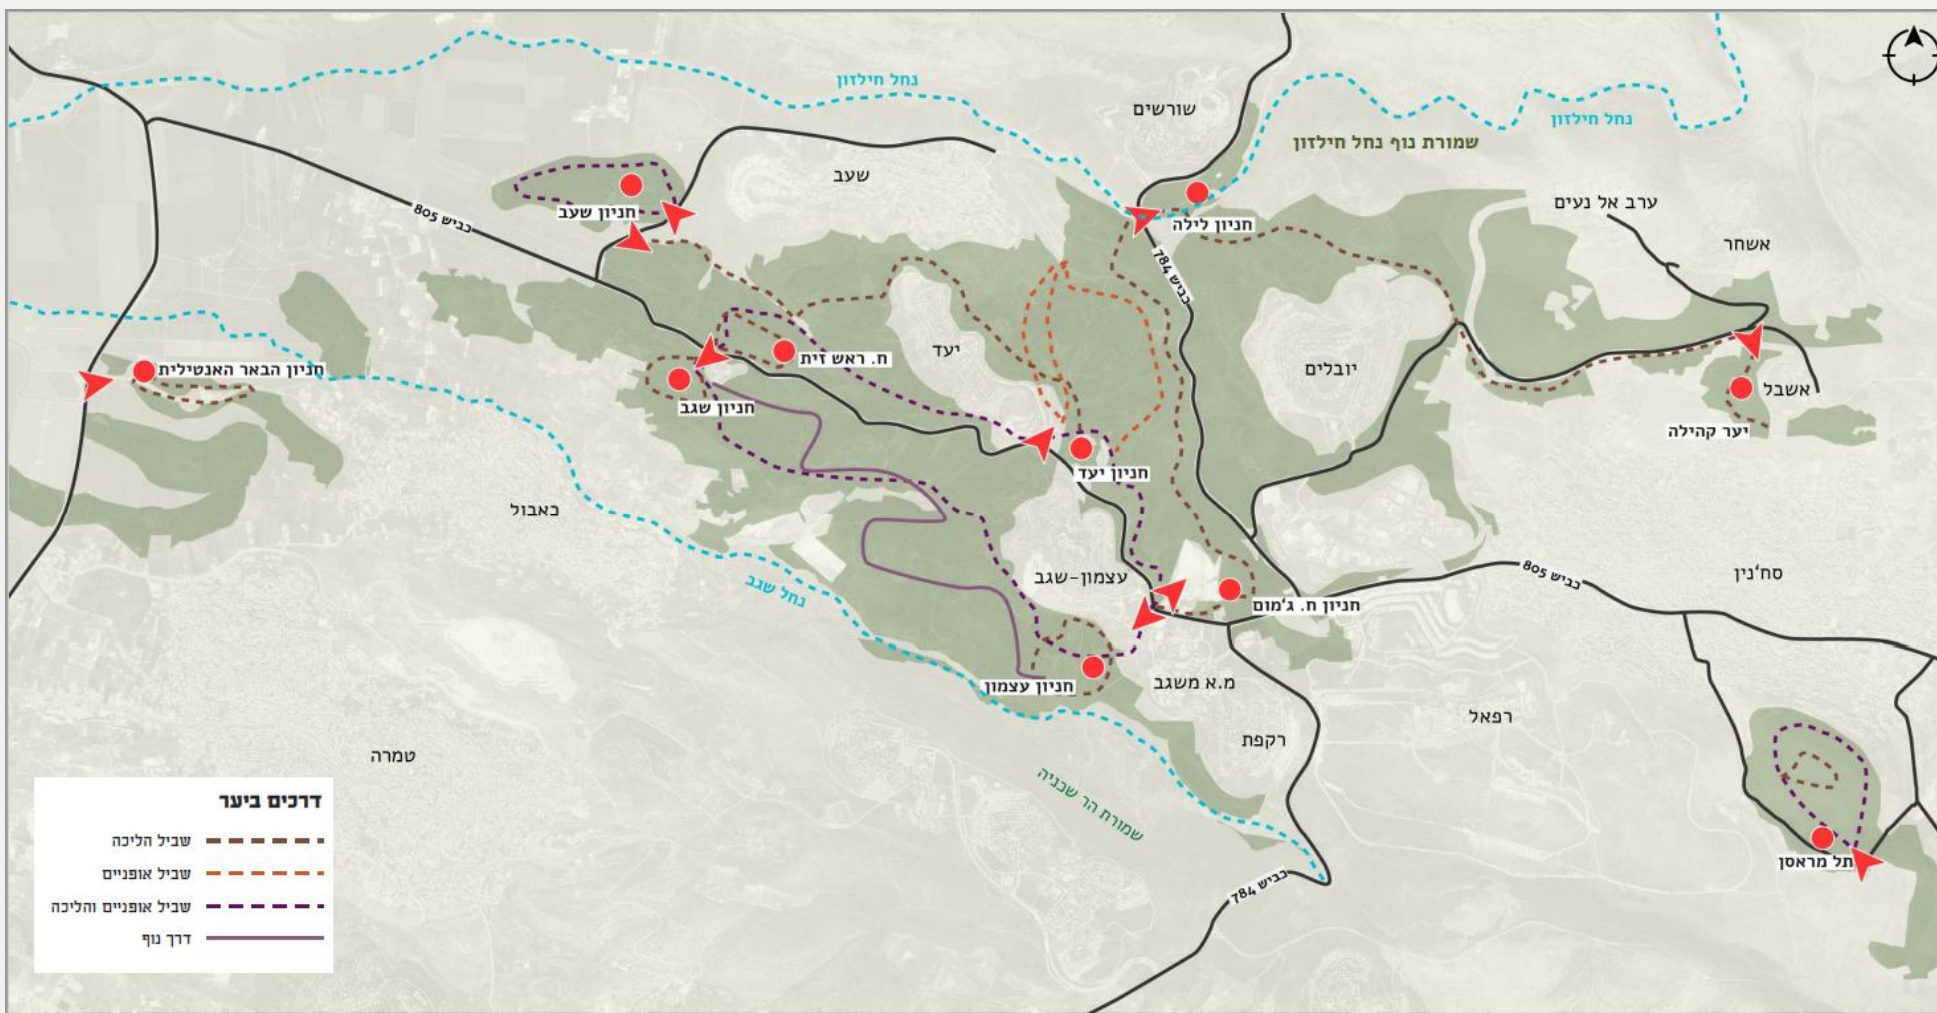 נחל חילזון
שורשים
נחל חילזון
שמורת נוף נחל חילזון
שעב
ערב אל נעים
חניון שעב
כביש 805
חניון לילה
אשחר
כביש 784
ח. ראש זית
יעד
יובלים
חניון הבאר האנטילית
אשבל
חניון שגב
יער קהילה
חניון יעד
כאבול
עצמון-שגב
כביש 805
סח'נין
נחל שגב
חניון ח. ג'מום
חניון עצמון
מ.א משגב
רפאל
רקפת
טמרה
שמורת הר שכניה
תל מראסן
כביש 784
דרכים ביער
שביל הליכה
שביל אופניים
שביל אופניים והליכה
דרך נוף